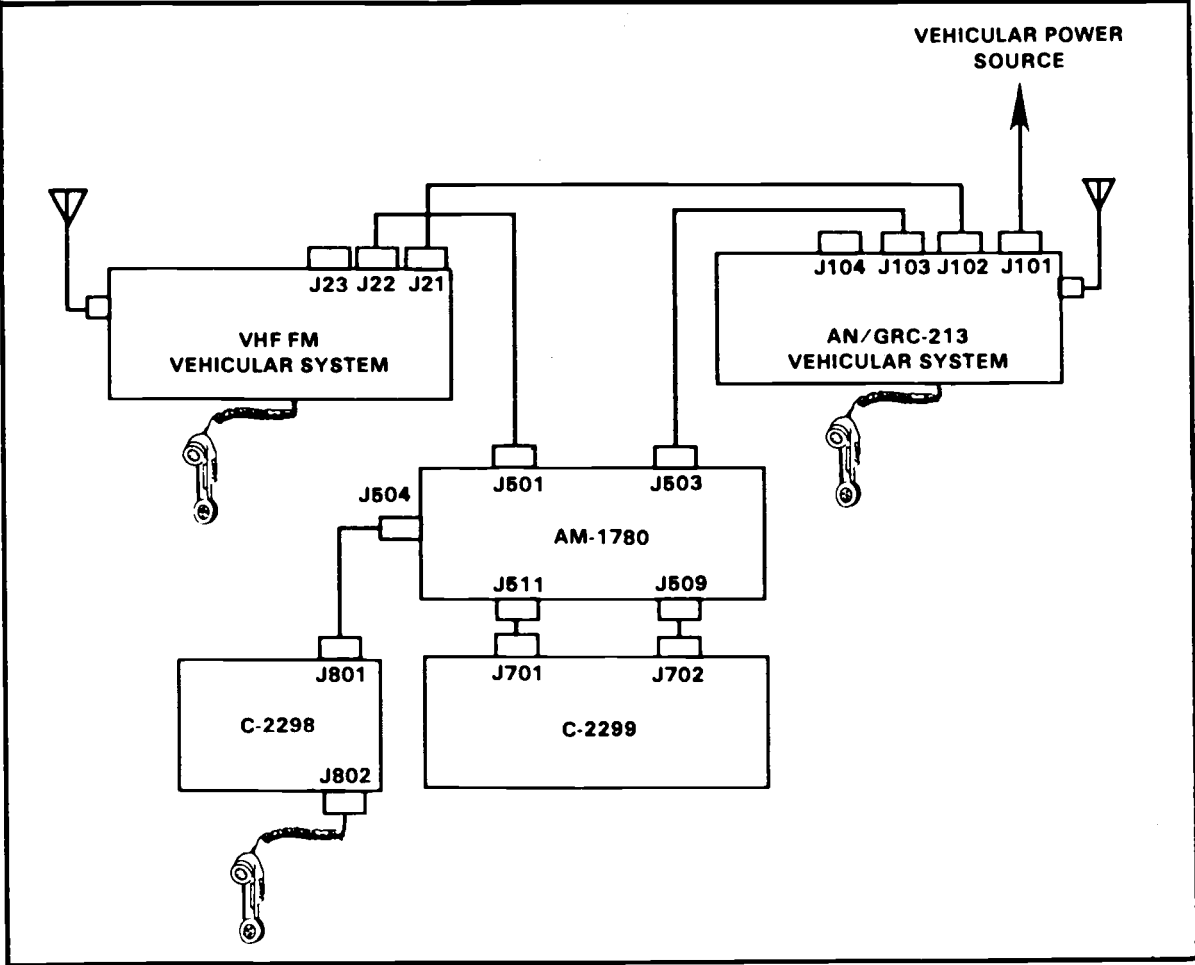 VEHICULAR POWER
SOURCE
J104 J103 J102 J101
J23 J22 J21
VHF FM
VEHICULAR SYSTEM
AN/GRC-213
VEHICULAR SYSTEM
J504
J501 J503
AM-1780
J511 J509
J801
J701 J702
C-2298
C-2299
J802